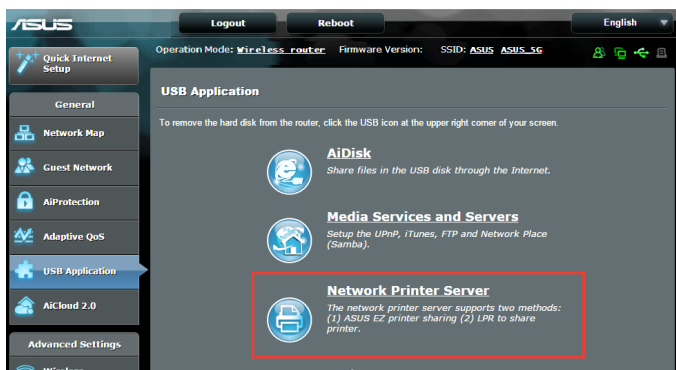 ASUS
Logout
Reboot
English
Quick Internet
Setup
Operation Mode: Wireless router Firmware Version: SSID: ASUS ASUS_5G
General
Network Map
Guest Network
AiProtection
Adaptive QoS
USB Application
AiCloud 2.0
Advanced Settings
Wireless
USB Application
To remove the hard disk from the router, click the USB icon at the upper right corner of your screen.
AiDisk
Share files in the USB disk through the Internet.
Media Services and Servers
Setup the UPnP, iTunes, FTP and Network Place
(Samba).
Network Printer Server
The network printer server supports two methods:
(1) ASUS EZ printer sharing (2) LPR to share
printer.